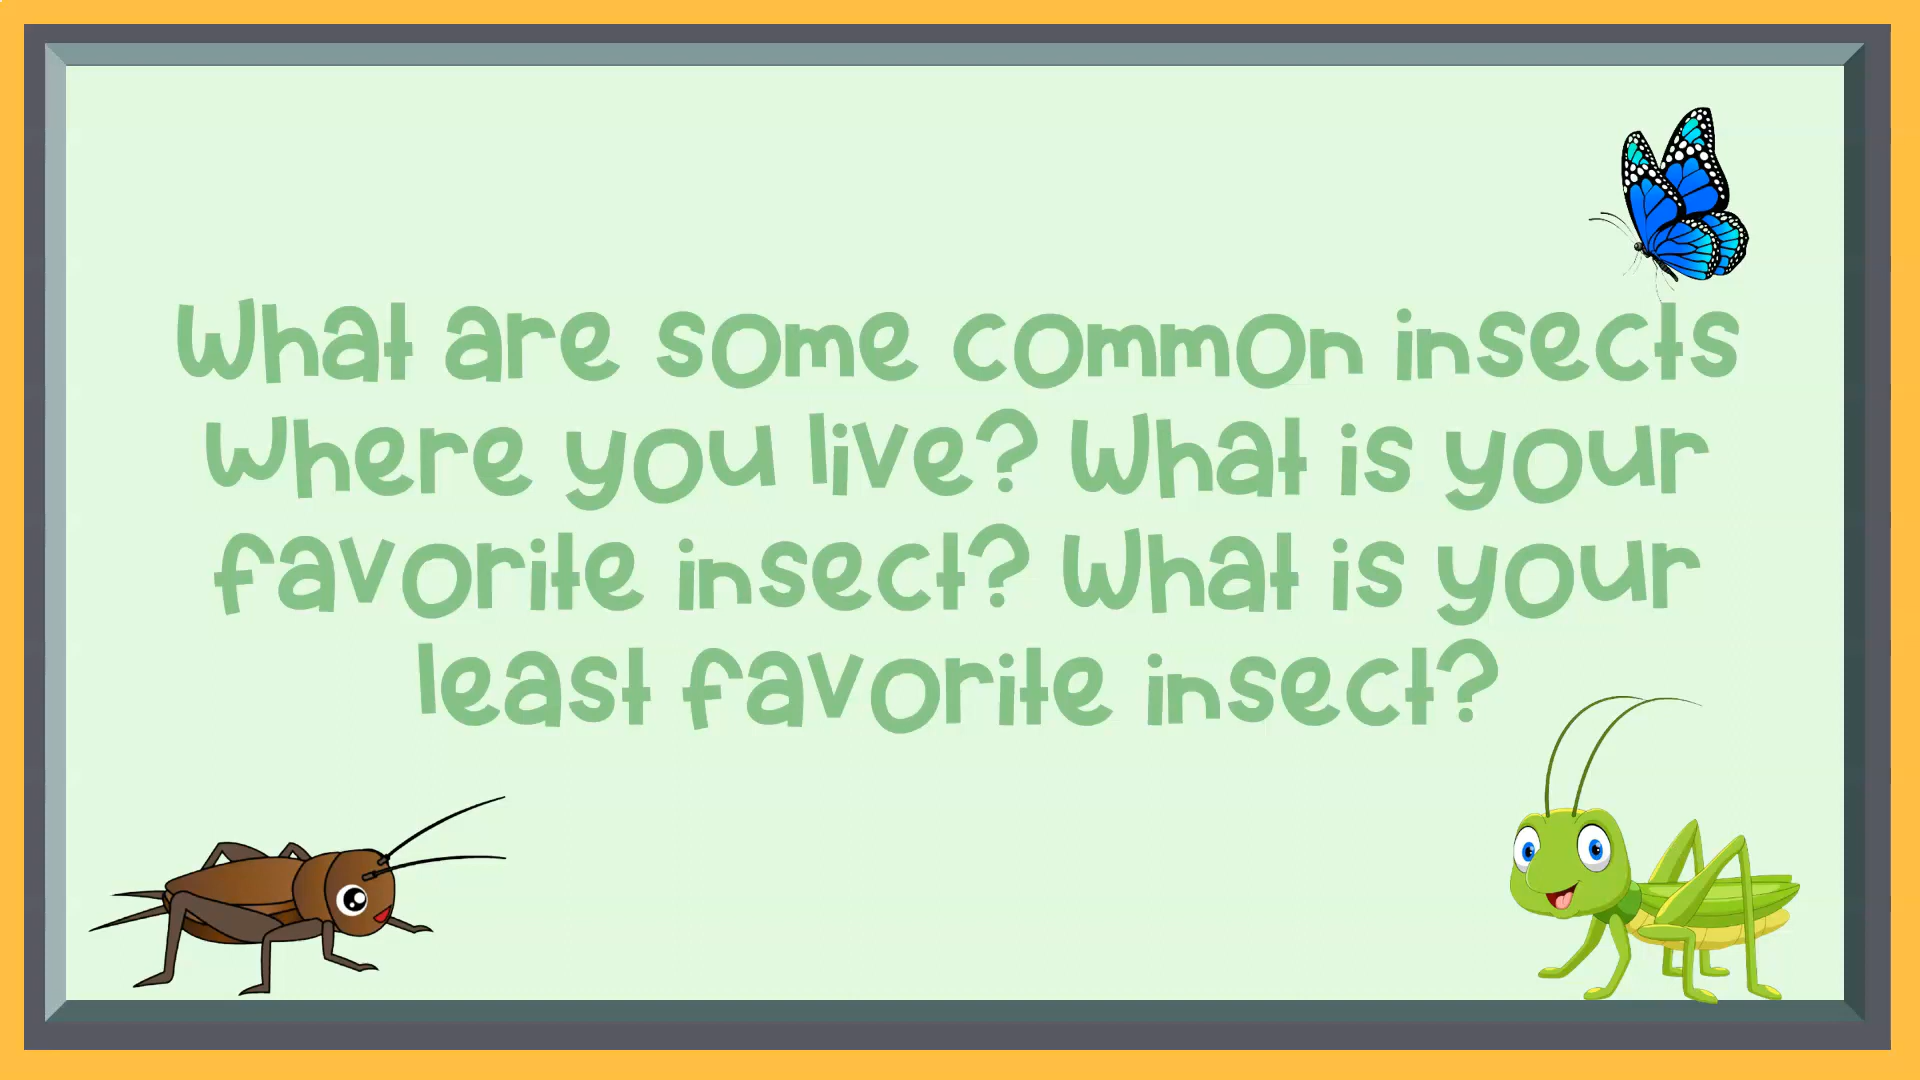 What are some common insects
where you live? What is your
favorite insect? What is your
least favorite insect?